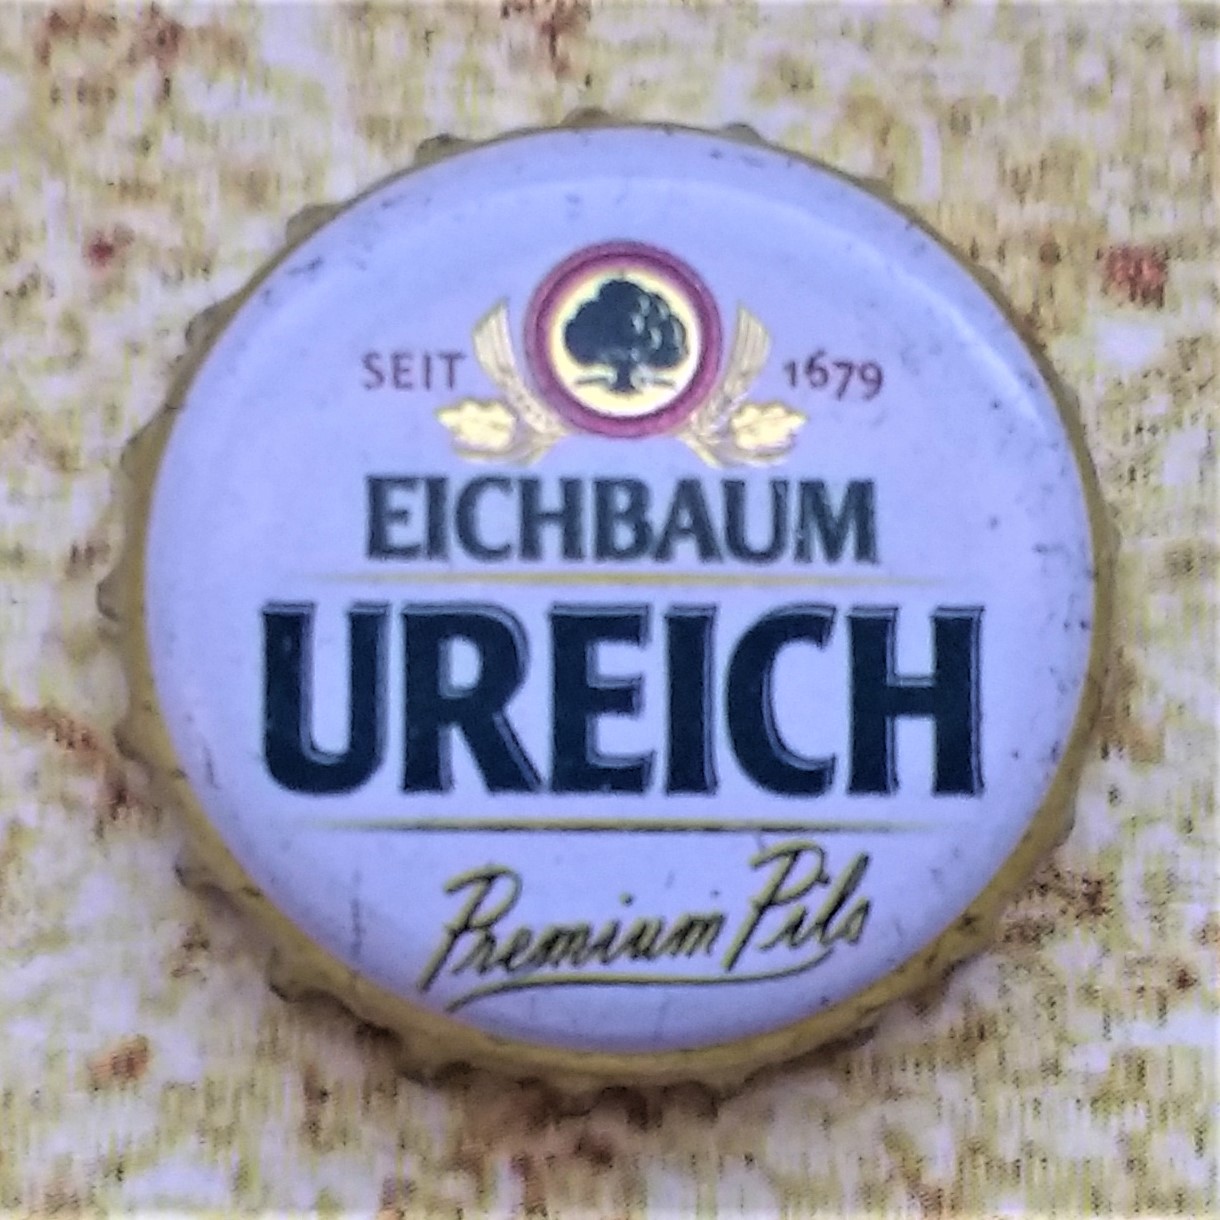 SEIT 1679
EICHBAUM
UREICH
Premium Pils